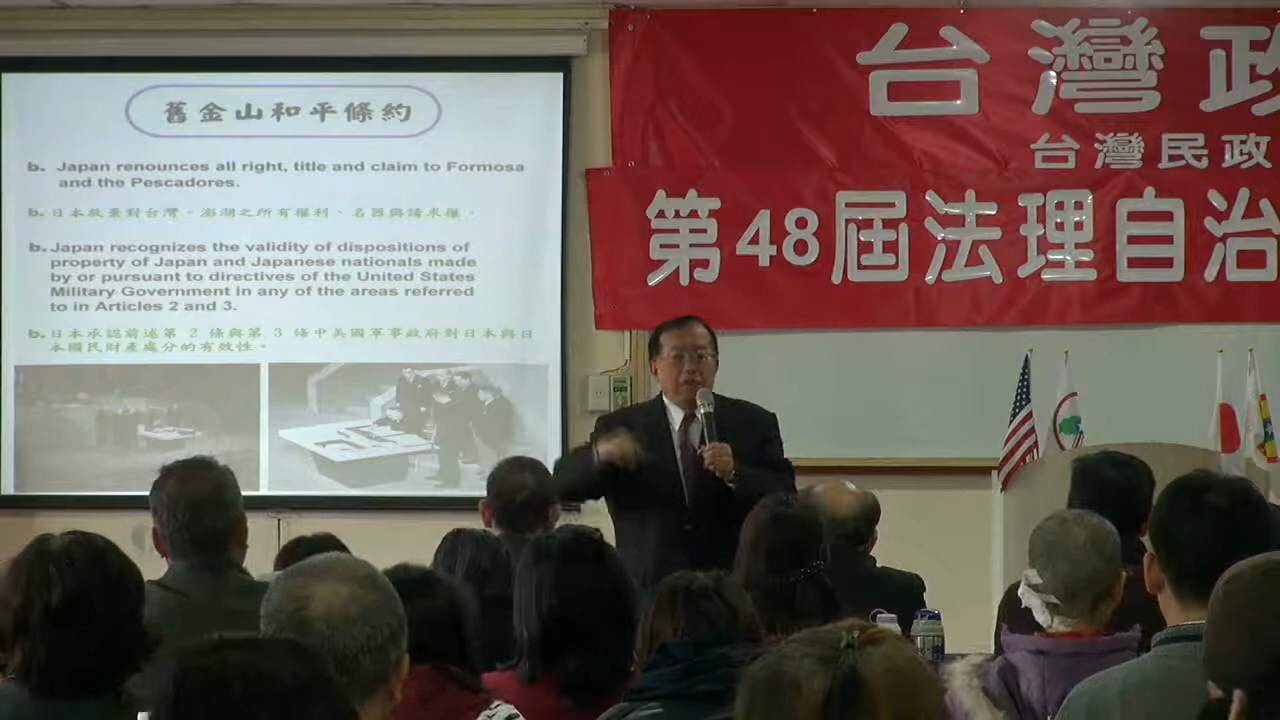 舊金山和平條約
b. Japan renounces all right, title and claim to Formosa
and the Pescadores.
b. 日本放棄對台灣、澎湖之所有權利、名器與請求權。
b. Japan recognizes the validity of dispositions of
property of Japan and Japanese nationals made
by or pursuant to directives of the United States
Military Government in any of the areas referred
to in Articles 2 and 3.
b. 日本承認前述第 2 條與第 3 條中美國軍事政府對日本與日
本國民財產處分的有效性。
台灣政
台灣民政
第48屆法理自治